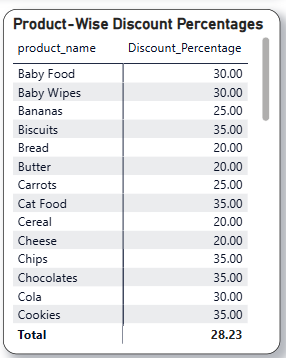 Product-Wise Discount Percentages
product_name Discount_Percentage
Baby Food 30.00
Baby Wipes 30.00
Bananas 25.00
Biscuits 35.00
Bread 20.00
Butter 20.00
Carrots 25.00
Cat Food 35.00
Cereal 20.00
Cheese 20.00
Chips 35.00
Chocolates 35.00
Cola 30.00
Cookies 35.00
Total 28.23